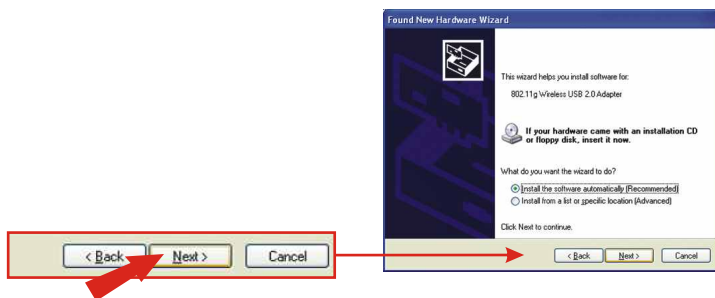 Found New Hardware Wizard
This wizard helps you install software for:
802.11g Wireless USB 2.0 Adapter
If your hardware came with an installation CD
or floppy disk, insert it now.
What do you want the wizard to do?
Install the software automatically (Recommended)
Install from a list or specific location (Advanced)
Click Next to continue.
< Back Next > Cancel
< Back Next > Cancel